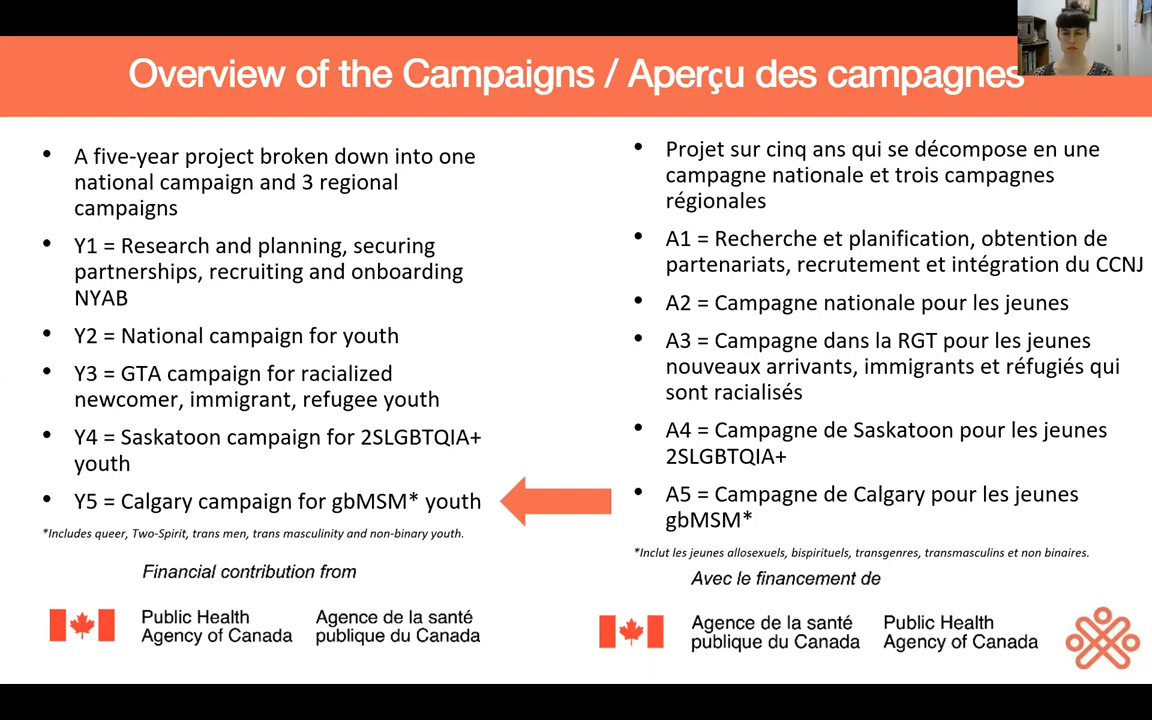 Overview of the Campaigns / Aperçu des campagnes
• A five-year project broken down into one
national campaign and 3 regional
campaigns
• Y1 = Research and planning, securing
partnerships, recruiting and onboarding
NYAB
• Y2 = National campaign for youth
• Y3 = GTA campaign for racialized
newcomer, immigrant, refugee youth
• Y4 = Saskatoon campaign for 2SLGBTQIA+
youth
• Y5 = Calgary campaign for gbMSM* youth
*Includes queer, Two-Spirit, trans men, trans masculinity and non-binary youth.
Financial contribution from
Public Health
Agency of Canada
Agence de la santé
publique du Canada
• Projet sur cinq ans qui se décompose en une
campagne nationale et trois campagnes
régionales
• A1 = Recherche et planification, obtention de
partenariats, recrutement et intégration du CCNJ
• A2 = Campagne nationale pour les jeunes
• A3 = Campagne dans la RGT pour les jeunes
nouveaux arrivants, immigrants et réfugiés qui
sont racialisés
• A4 = Campagne de Saskatoon pour les jeunes
2SLGBTQIA+
• A5 = Campagne de Calgary pour les jeunes
gbMSM*
*Inclut les jeunes allosexuels, bispirituels, transgenres, transmasculins et non binaires.
Avec le financement de
Agence de la santé
publique du Canada
Public Health
Agency of Canada